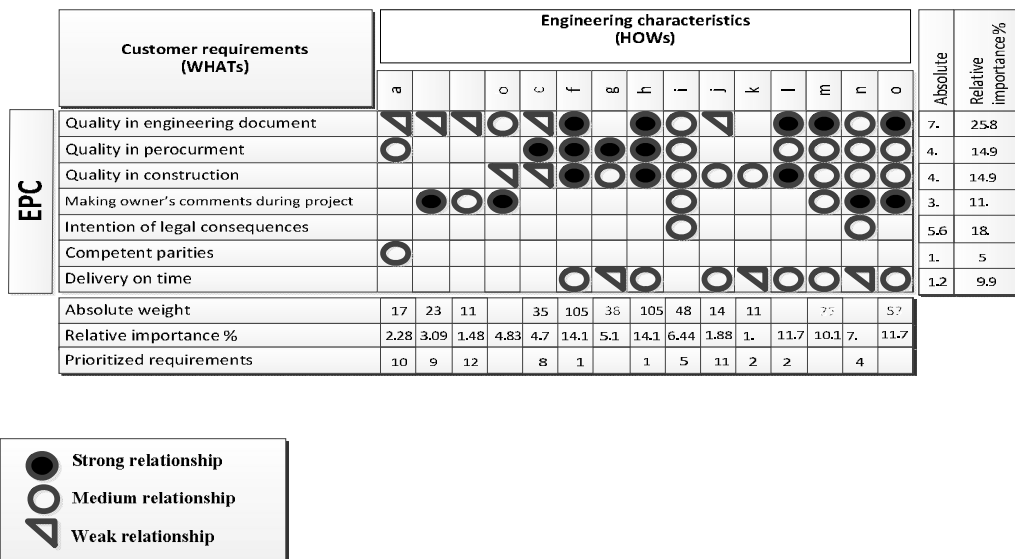 Customer requirements
(WHATs)
Engineering characteristics
(HOWs)
Absolute
Relative
importance%
a o c f g h i j k l m n o
EPC
Quality in engineering document 7. 25.8
Quality in perocurment 4. 14.9
Quality in construction 4. 14.9
Making owner's comments during project 3. 11.
Intention of legal consequences 5.6 18.
Competent parities 1. 5
Delivery on time 1.2 9.9
Absolute weight 17 23 11 35 105 38 105 48 14 11
Relative importance % 2.28 3.09 1.48 4.83 4.7 14.1 5.1 14.1 6.44 1.88 1. 11.7 10.1 7. 11.7
Prioritized requirements 10 9 12 8 1 1 5 11 2 2 4
Strong relationship
Medium relationship
Weak relationship